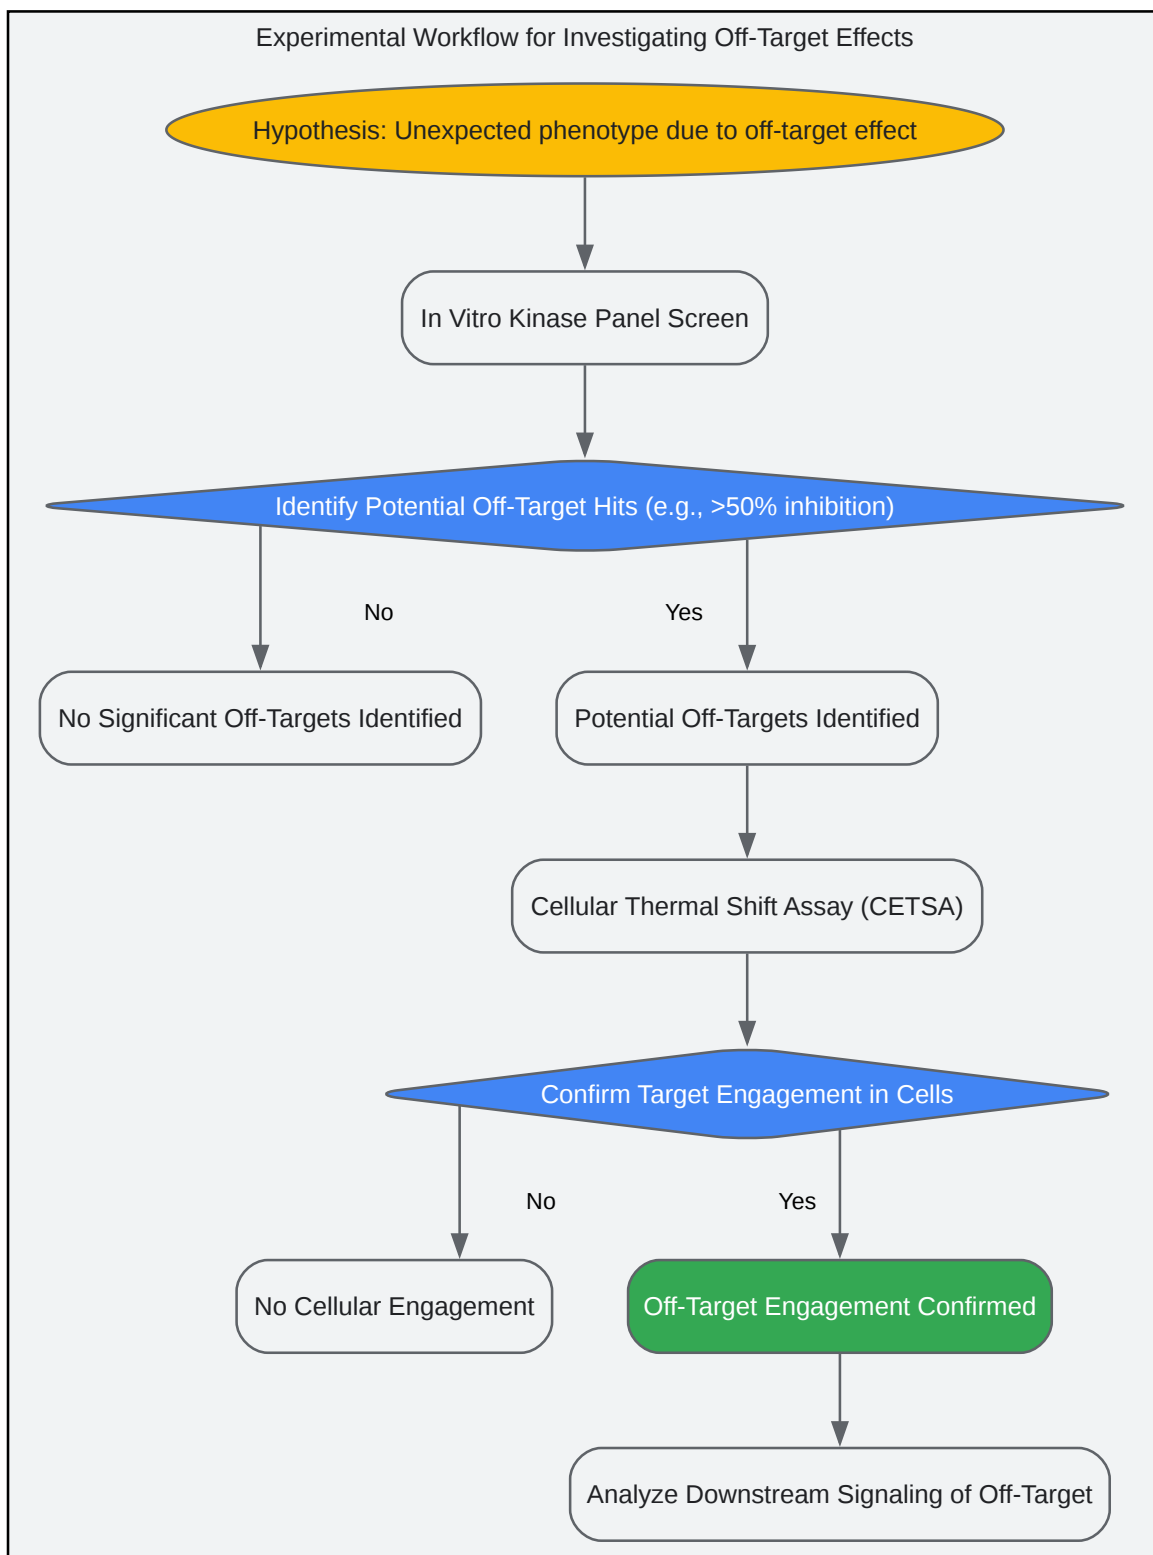 Experimental Workflow for Investigating Off-Target Effects
Hypothesis: Unexpected phenotype due to off-target effect
In Vitro Kinase Panel Screen
Identify Potential Off-Target Hits (e.g., >50% inhibition)
No
Yes
No Significant Off-Targets Identified
Potential Off-Targets Identified
Cellular Thermal Shift Assay (CETSA)
Confirm Target Engagement in Cells
No
Yes
No Cellular Engagement
Off-Target Engagement Confirmed
Analyze Downstream Signaling of Off-Target